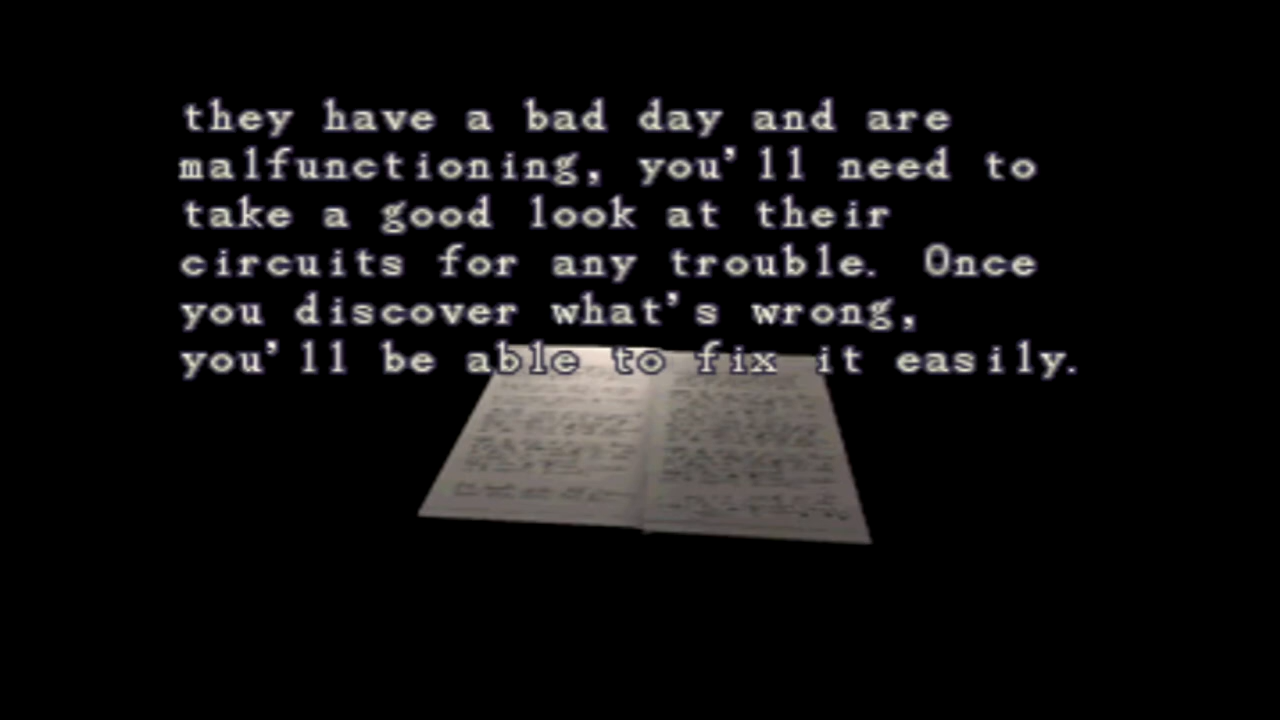 they have a bad day and are
malfunctioning, you'll need to
take a good look at their
circuits for any trouble. Once
you discover what's wrong,
you'll be able to fix it easily.